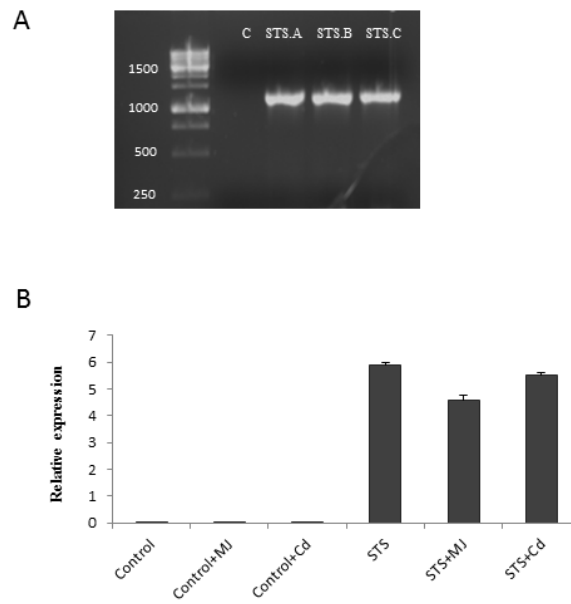 A
C STS.A STS.B STS.C
1500
1000
500
250
B
Relative expression
7
6
5
4
3
2
1
0
Control
Control+MJ
Control+Cd
STS
STS+MJ
STS+Cd